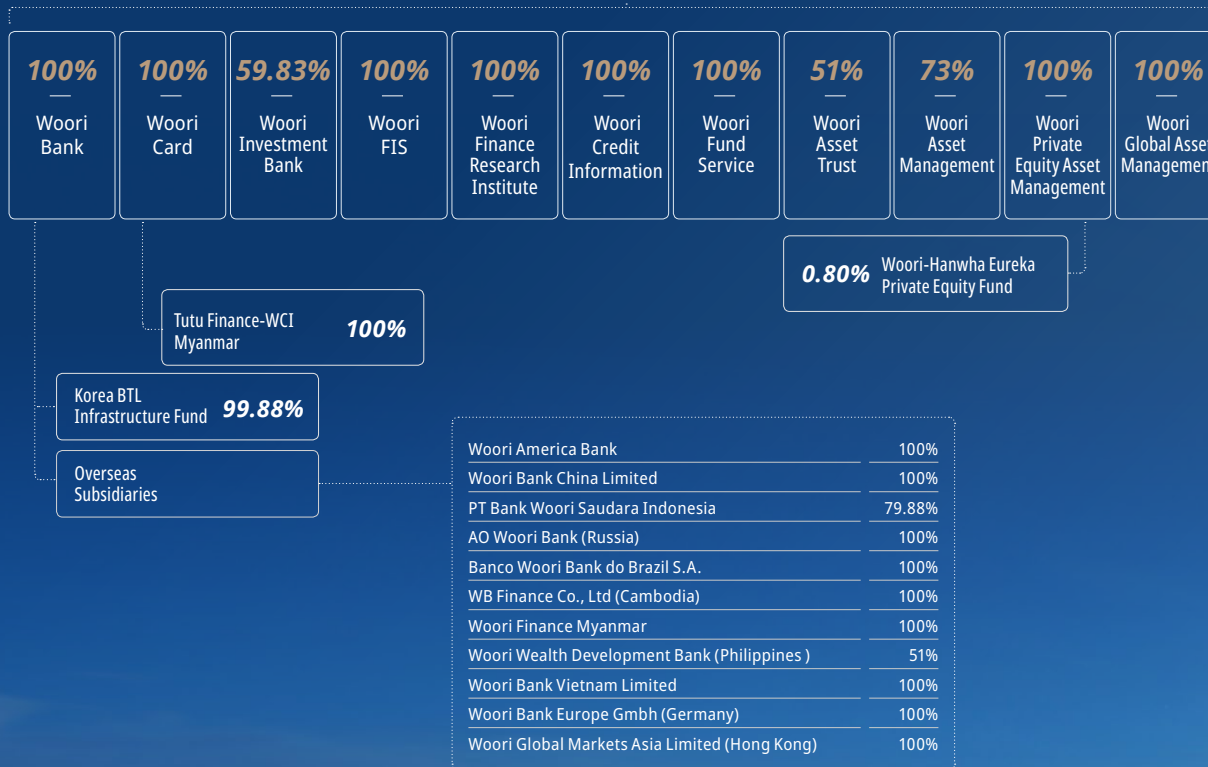 100%
Woori
Bank
100%
Woori
Card
59.83%
Woori
Investment
Bank
100%
Woori
FIS
100%
Woori
Finance
Research
Institute
100%
Woori
Credit
Information
100%
Woori
Fund
Service
51%
Woori
Asset
Trust
73%
Woori
Asset
Management
100%
Woori
Private
Equity Asset
Management
100%
Woori
Global Asse
Managemen
0.80% Woori-Hanwha Eureka
Private Equity Fund
Tutu Finance-WCI
Myanmar
100%
Korea BTL
Infrastructure Fund
99.88%
Overseas
Subsidiaries
Woori America Bank 100%
Woori Bank China Limited 100%
PT Bank Woori Saudara Indonesia 79.88%
AO Woori Bank (Russia) 100%
Banco Woori Bank do Brazil S.A. 100%
WB Finance Co., Ltd (Cambodia) 100%
Woori Finance Myanmar 100%
Woori Wealth Development Bank (Philippines ) 51%
Woori Bank Vietnam Limited 100%
Woori Bank Europe Gmbh (Germany) 100%
Woori Global Markets Asia Limited (Hong Kong) 100%